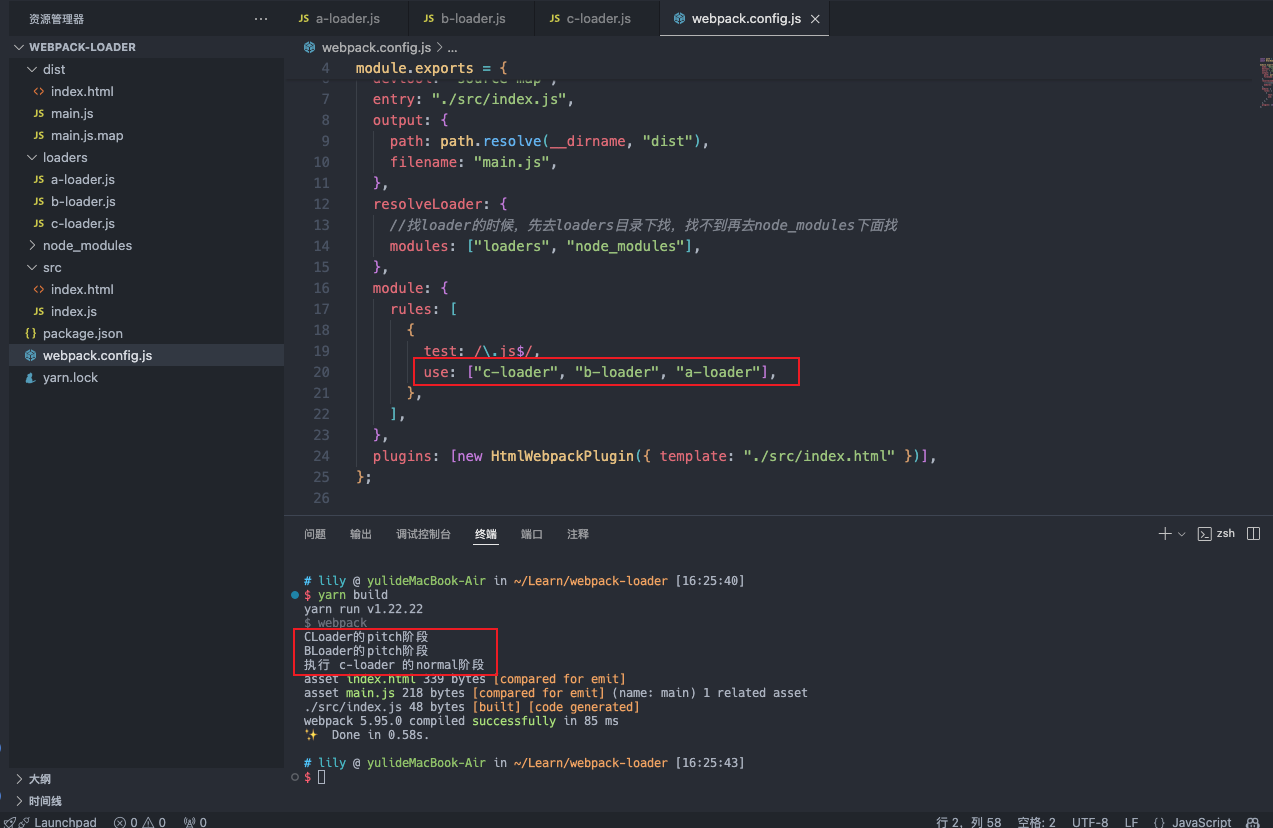 资源管理器
WEBPACK-LOADER
dist
index.html
JS main.js
JS main.js.map
loaders
JS a-loader.js
JS b-loader.js
JS c-loader.js
node_modules
src
index.html
JS index.js
{} package.json
webpack.config.js
yarn.lock
大纲
时间线
JS a-loader.js
JS b-loader.js
JS c-loader.js
webpack.config.js
webpack.config.js > ...
4 module.exports = {
7 entry: "./src/index.js",
8 output: {
9 path: path.resolve(__dirname, "dist"),
10 filename: "main.js",
11 },
12 resolveLoader: {
13 //找loader的时候, 先去loaders目录下找, 找不到再去node_modules下面找
14 modules: ["loaders", "node_modules"],
15 },
16 module: {
17 rules: [
18 {
19 test: /\.js$/,
20 use: ["c-loader", "b-loader", "a-loader"],
21 },
22 ],
23 },
24 plugins: [new HtmlWebpackPlugin({ template: "./src/index.html" })],
25 };
26
问题 输出 调试控制台 终端 端口 注释
zsh
# lily @ yulideMacBook-Air in ~/Learn/webpack-loader [16:25:40]
$ yarn build
yarn run v1.22.22
$ webpack
CLoader的pitch阶段
BLoader的pitch阶段
执行 c-loader 的normal阶段
asset index.html 339 bytes [compared for emit]
asset main.js 218 bytes [compared for emit] (name: main) 1 related asset
./src/index.js 48 bytes [built] [code generated]
webpack 5.95.0 compiled successfully in 85 ms
✨ Done in 0.58s.
# lily @ yulideMacBook-Air in ~/Learn/webpack-loader [16:25:43]
$
Launchpad 0 0 0 行 2, 列 58 空格: 2 UTF-8 LF {} JavaScript